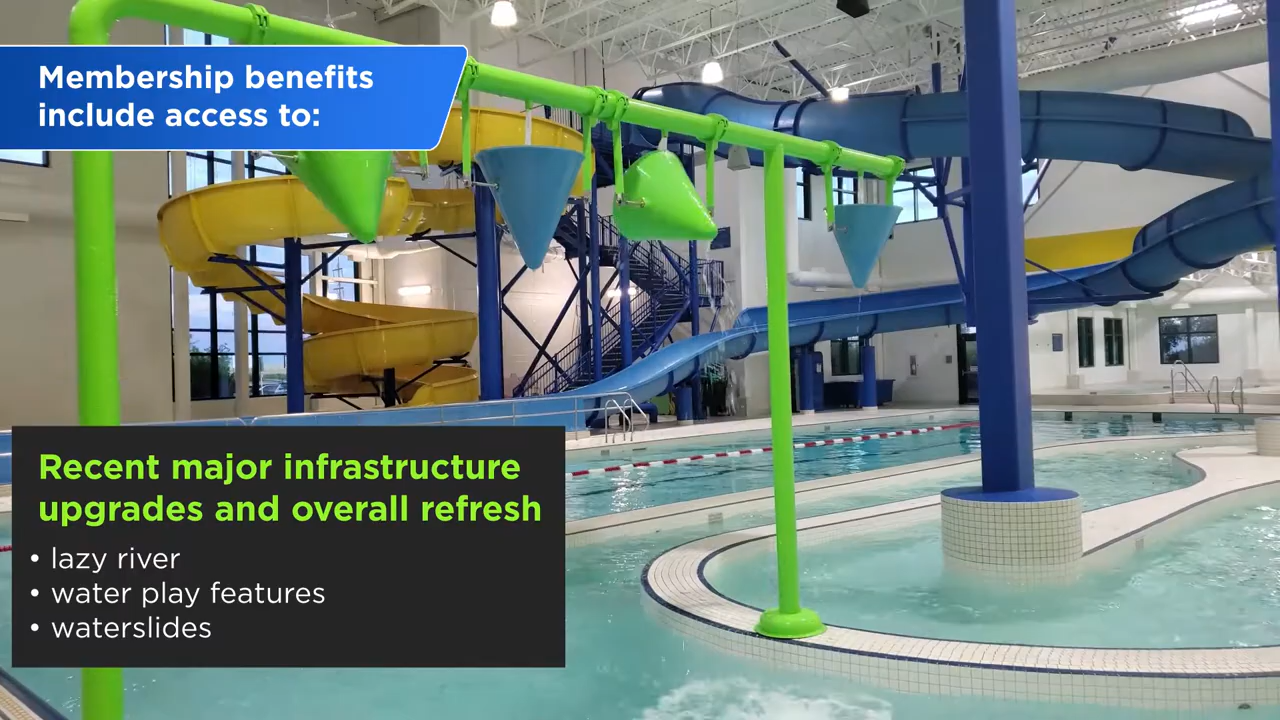 Membership benefits
include access to:
Recent major infrastructure
upgrades and overall refresh
• lazy river
• water play features
• waterslides